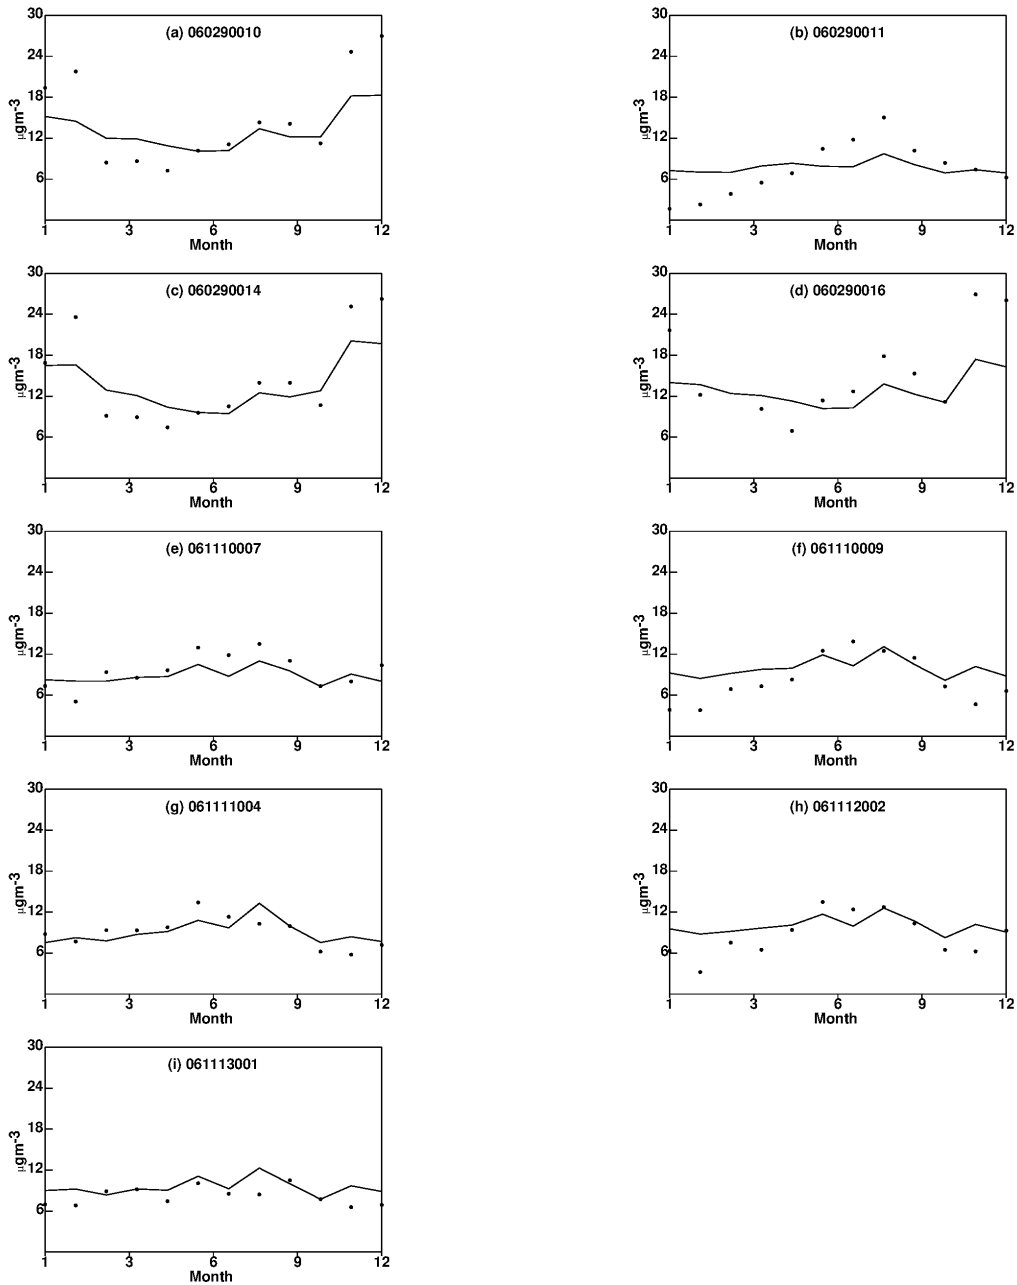 30
(a) 060290010
24
18
12
6
μgm-3
1 3 6 9 12
Month
30
(b) 060290011
24
18
12
6
μgm-3
1 3 6 9 12
Month
30
(c) 060290014
24
18
12
6
μgm-3
1 3 6 9 12
Month
30
(d) 060290016
24
18
12
6
μgm-3
1 3 6 9 12
Month
30
(e) 061110007
24
18
12
6
μgm-3
1 3 6 9 12
Month
30
(f) 061110009
24
18
12
6
μgm-3
1 3 6 9 12
Month
30
(g) 061111004
24
18
12
6
μgm-3
1 3 6 9 12
Month
30
(h) 061112002
24
18
12
6
μgm-3
1 3 6 9 12
Month
30
(i) 061113001
24
18
12
6
μgm-3
1 3 6 9 12
Month